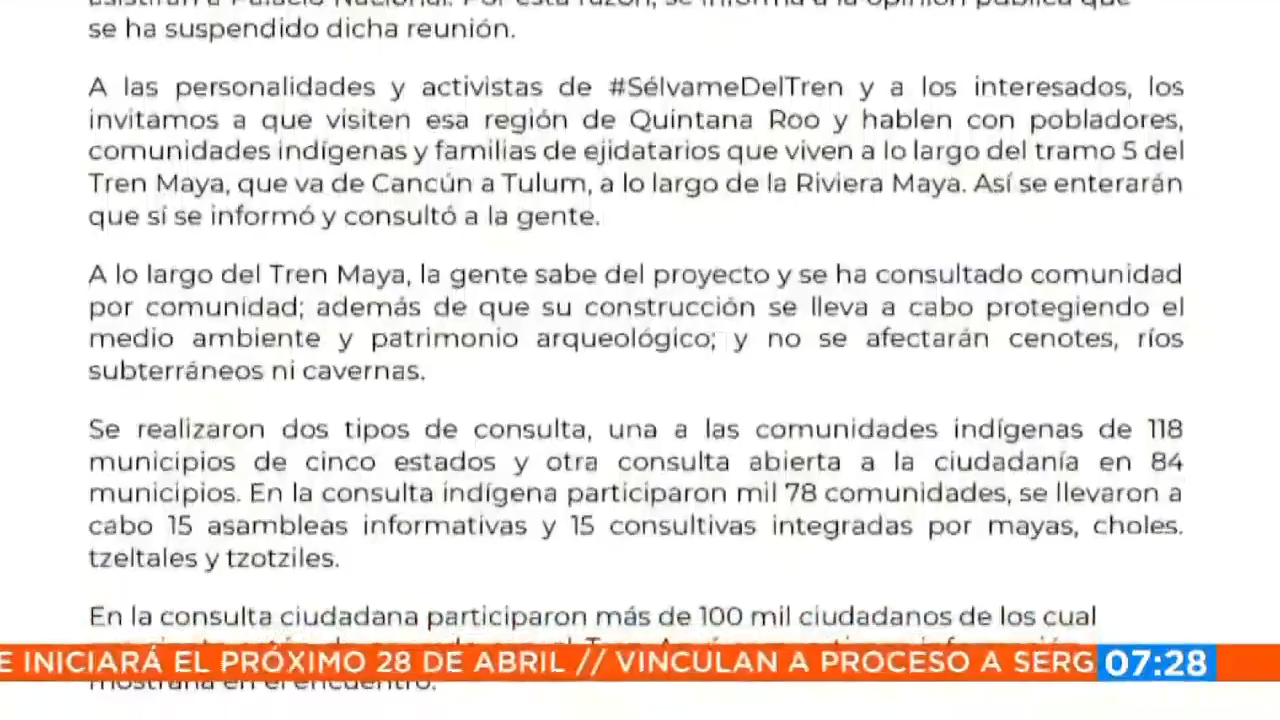 se ha suspendido dicha reunión.
A las personalidades y activistas de #SélvameDelTren y a los interesados, los
invitamos a que visiten esa región de Quintana Roo y hablen con pobladores,
comunidades indígenas y familias de ejidatarios que viven a lo largo del tramo 5 del
Tren Maya, que va de Cancún a Tulum, a lo largo de la Riviera Maya. Así se enterarán
que sí se informó y consultó a la gente.
A lo largo del Tren Maya, la gente sabe del proyecto y se ha consultado comunidad
por comunidad; además de que su construcción se lleva a cabo protegiendo el
medio ambiente y patrimonio arqueológico; y no se afectarán cenotes, ríos
subterráneos ni cavernas.
Se realizaron dos tipos de consulta, una a las comunidades indígenas de 118
municipios de cinco estados y otra consulta abierta a la ciudadanía en 84
municipios. En la consulta indígena participaron mil 78 comunidades, se llevaron a
cabo 15 asambleas informativas y 15 consultivas integradas por mayas, choles.
tzeltales y tzotziles.
En la consulta ciudadana participaron más de 100 mil ciudadanos de los cual
E INICIARÁ EL PRÓXIMO 28 DE ABRIL // VINCULAN A PROCESO A SERG 07:28